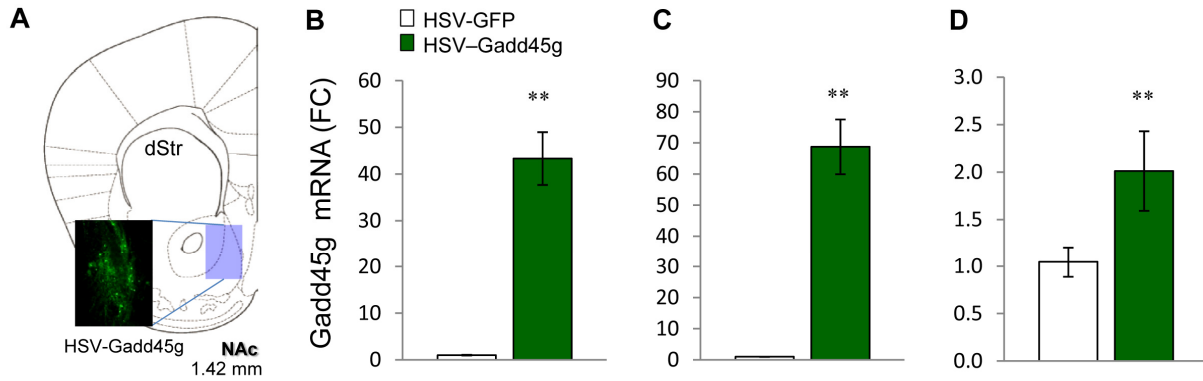 A
dStr
HSV-Gadd45g
NAc
1.42 mm
B
HSV-GFP
HSV–Gadd45g
Gadd45g mRNA (FC)
60
50
40
30
20
10
0
**
C
90
80
70
60
50
40
30
20
10
0
**
D
3.0
2.5
2.0
1.5
1.0
0.5
0.0
**